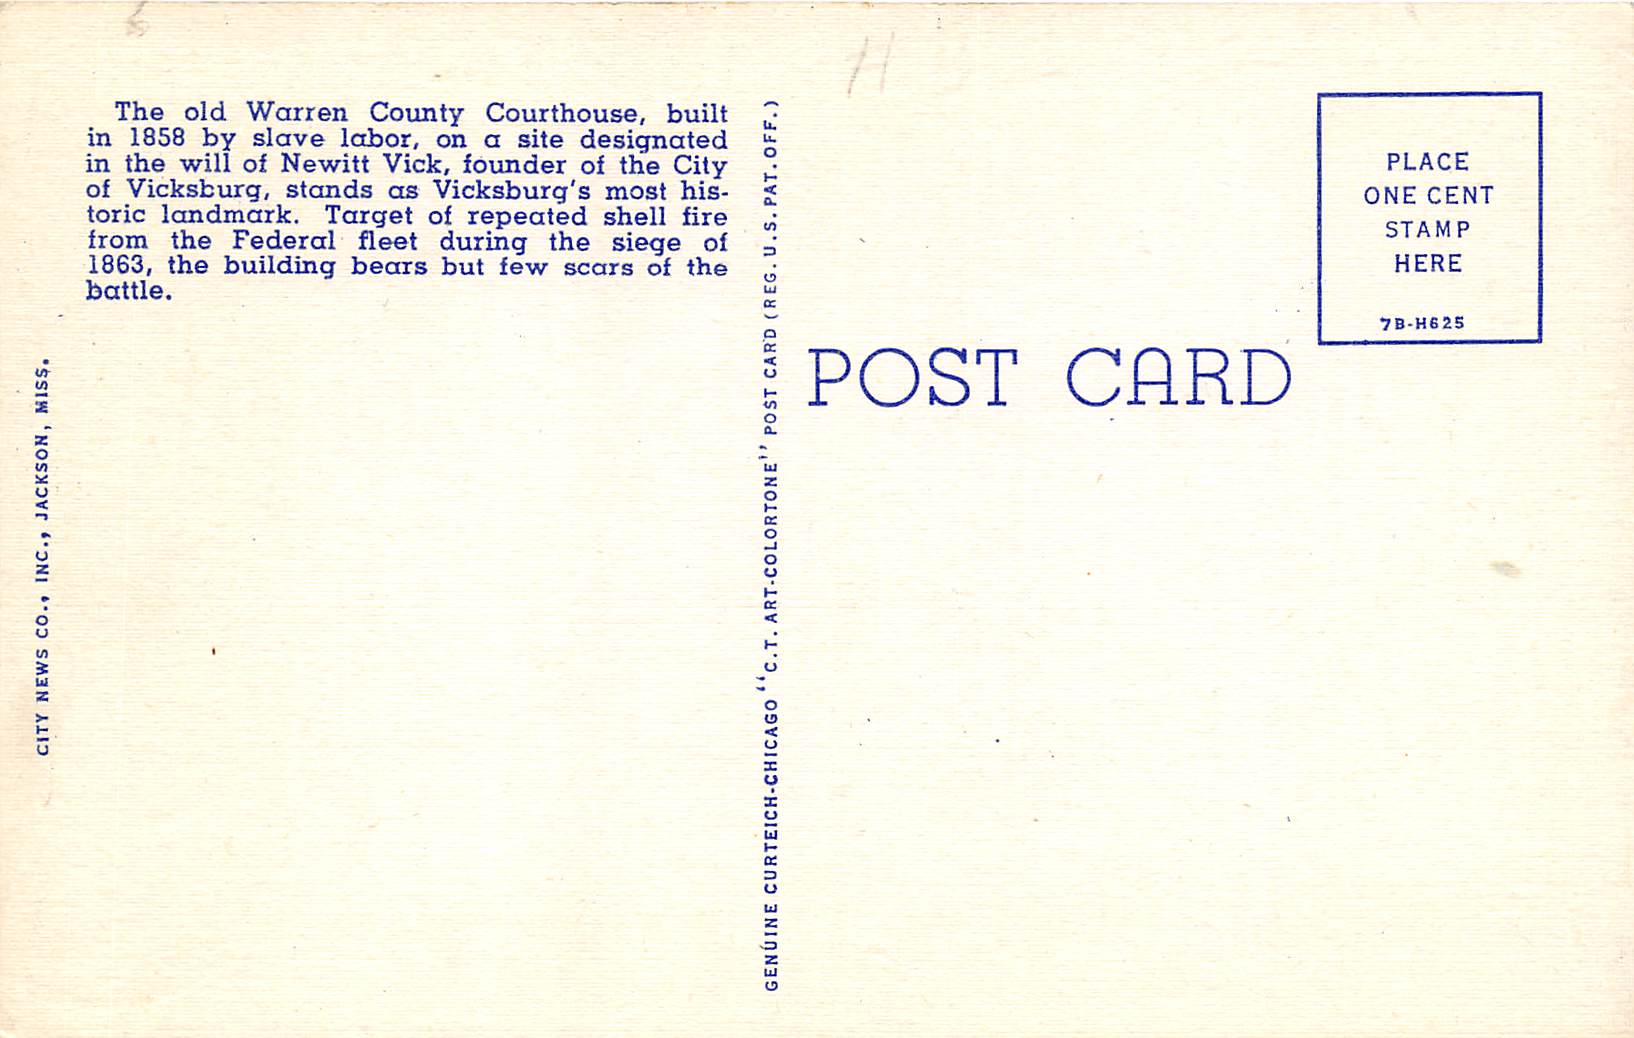 The old Warren County Courthouse, built
in 1858 by slave labor, on a site designated
in the will of Newitt Vick, founder of the City
of Vicksburg, stands as Vicksburg's most his-
toric landmark. Target of repeated shell fire
from the Federal fleet during the siege of
1863, the building bears but few scars of the
battle.
CITY NEWS CO., INC., JACKSON, MISS.
GENUINE CURTEICH-CHICAGO "C.T. ART-COLORTONE" POST CARD (REG. U.S. PAT. OFF.)
H
PLACE
ONE CENT
STAMP
HERE
7B-H625
POST CARD